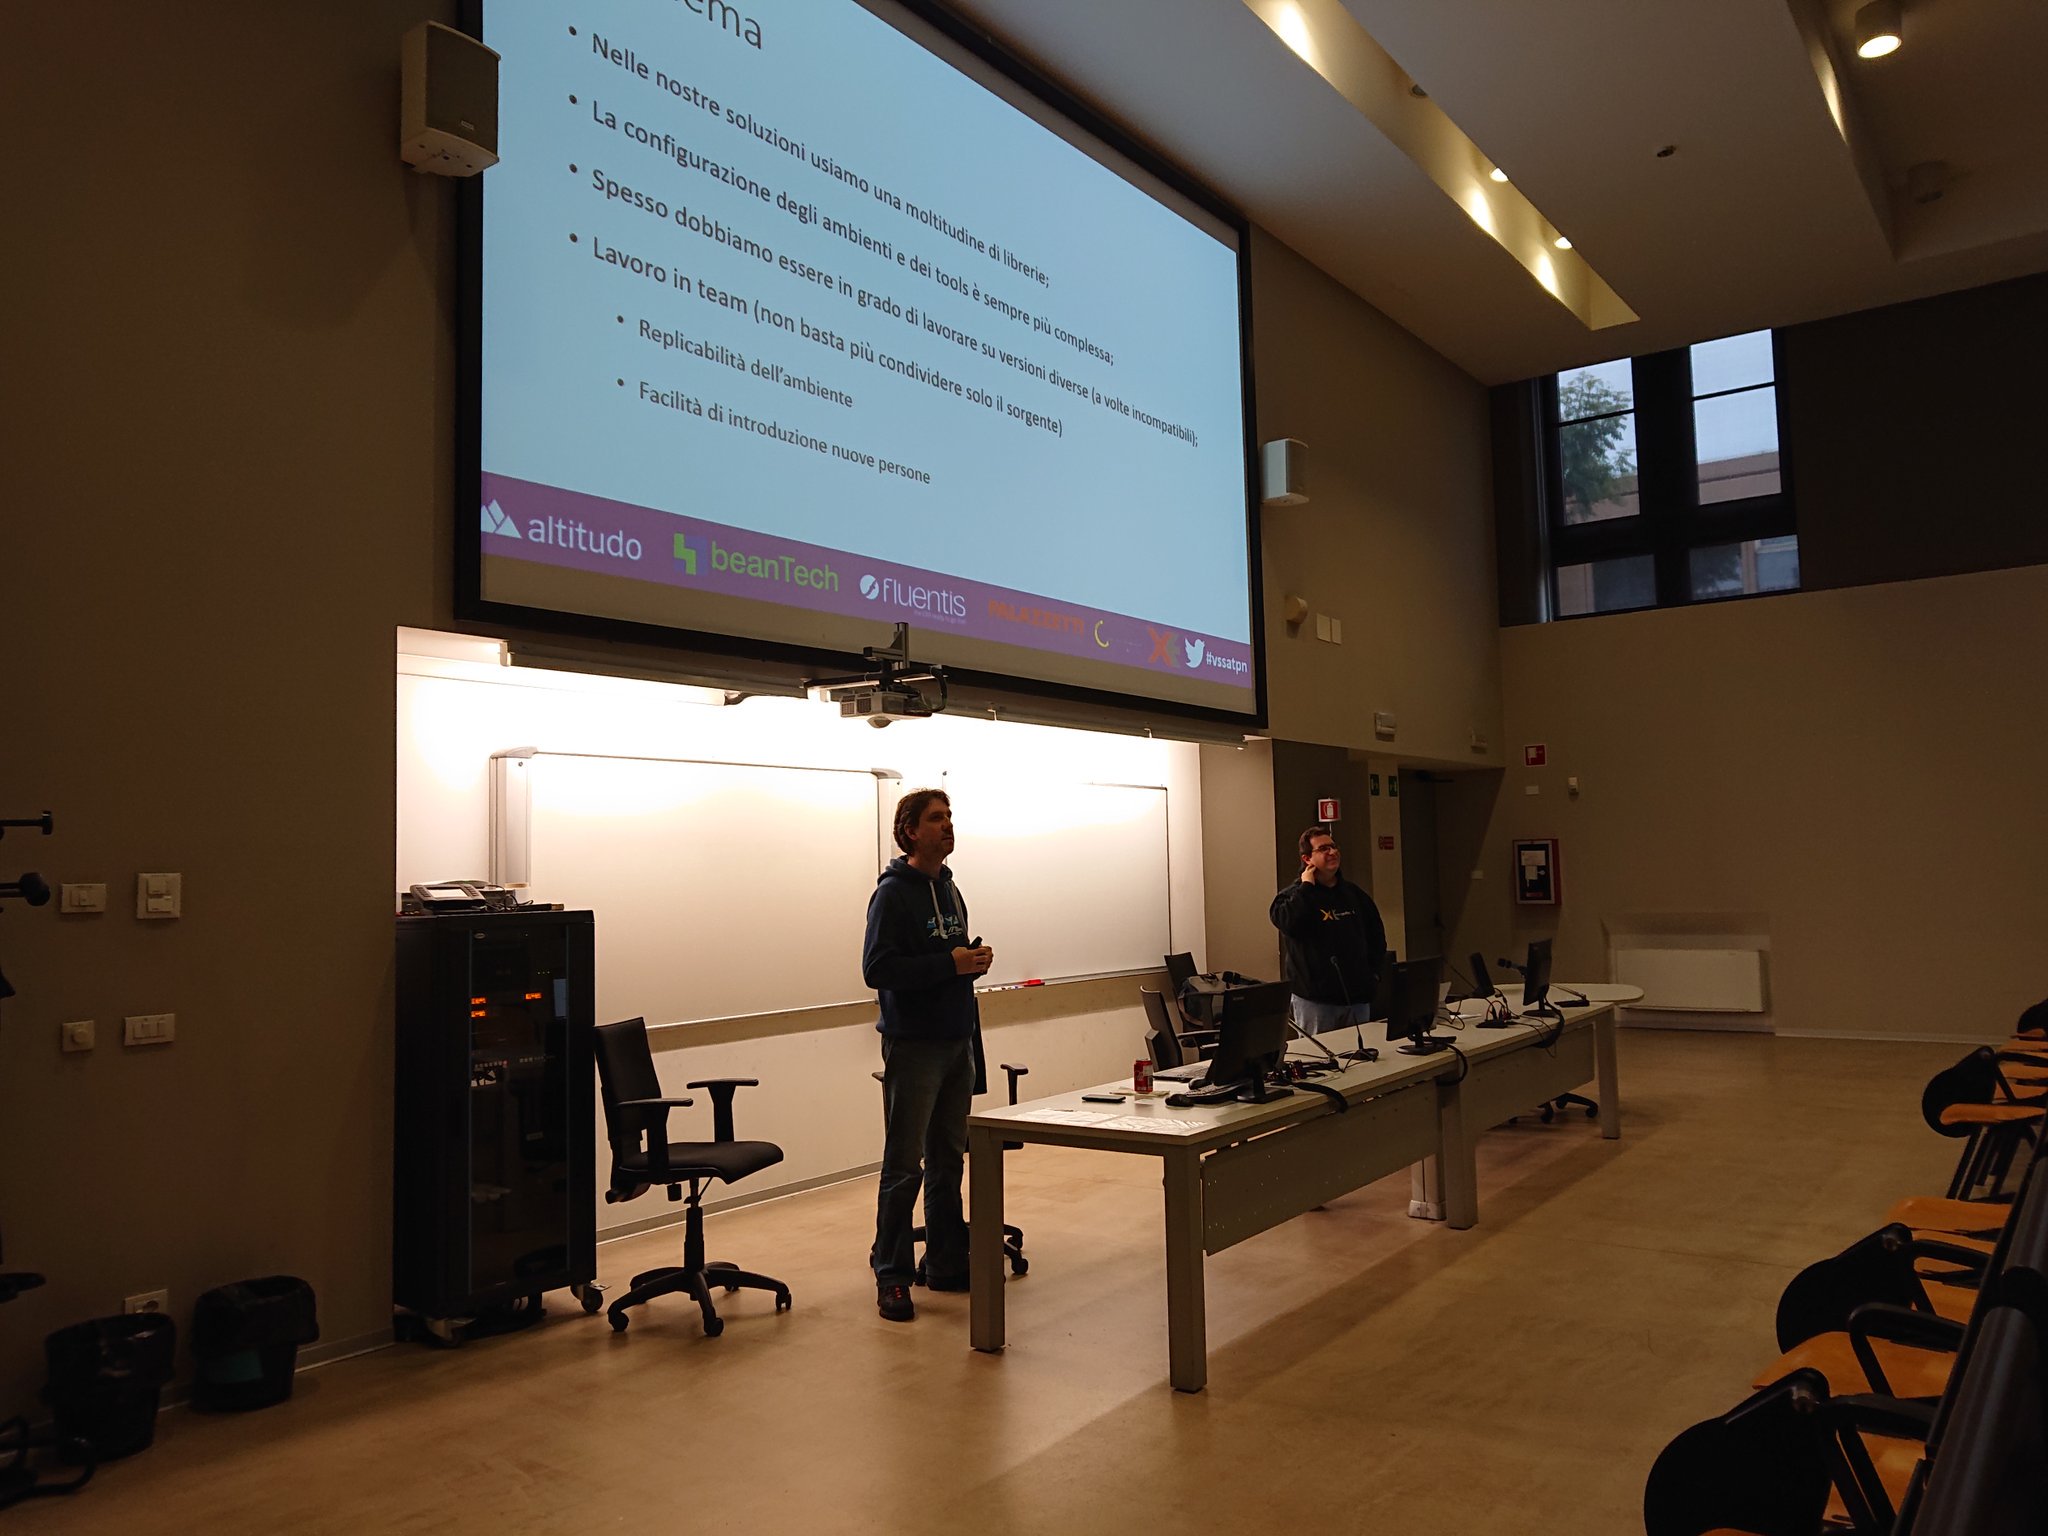 ema
• Nelle nostre soluzioni usiamo una moltitudine di librerie;
• La configurazione degli ambienti e dei tools è sempre più complessa;
• Spesso dobbiamo essere in grado di lavorare su versioni diverse (a volte incompatibili);
• Lavoro in team (non basta più condividere solo il sorgente)
• Replicabilità dell'ambiente
• Facilità di introduzione nuove persone
altitudo
beanTech
fluentis
PALAZZETTI
#vssatpn